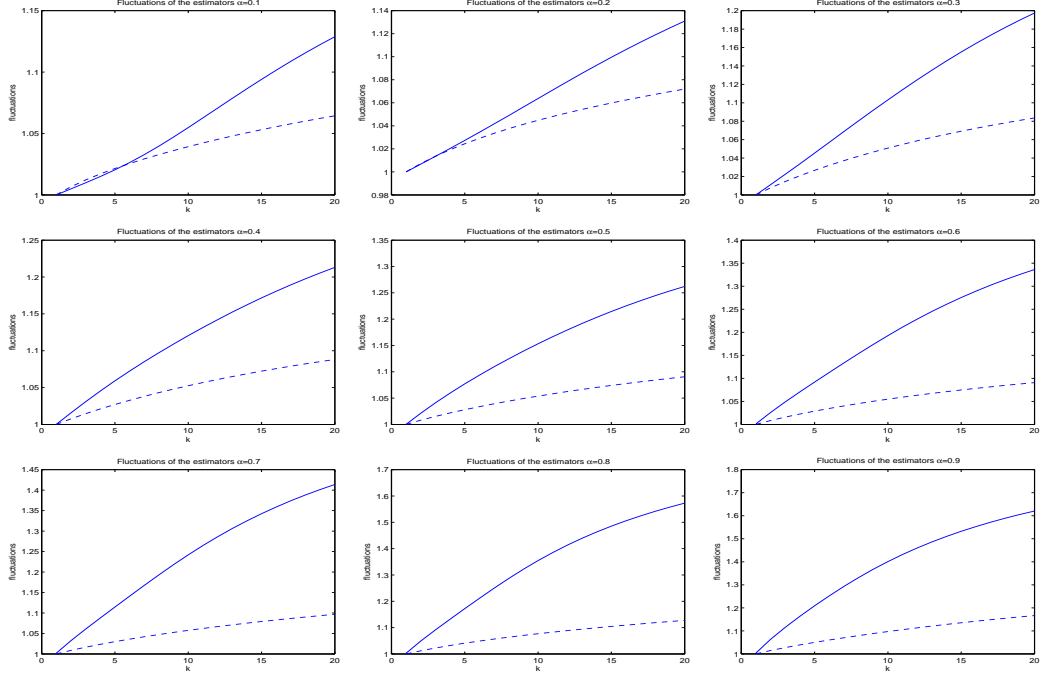 Fluctuations of the estimators α=0.1
1.15
1.1
1.05
1
fluctuations
0 5 10 15 20
k
Fluctuations of the estimators α=0.2
1.14
1.12
1.1
1.08
1.06
1.04
1.02
1
0.98
fluctuations
0 5 10 15 20
k
Fluctuations of the estimators α=0.3
1.2
1.18
1.16
1.14
1.12
1.1
1.08
1.06
1.04
1.02
1
fluctuations
0 5 10 15 20
k
Fluctuations of the estimators α=0.4
1.25
1.2
1.15
1.1
1.05
1
fluctuations
0 5 10 15 20
k
Fluctuations of the estimators α=0.5
1.35
1.3
1.25
1.2
1.15
1.1
1.05
1
fluctuations
0 5 10 15 20
k
Fluctuations of the estimators α=0.6
1.4
1.35
1.3
1.25
1.2
1.15
1.1
1.05
1
fluctuations
0 5 10 15 20
k
Fluctuations of the estimators α=0.7
1.45
1.4
1.35
1.3
1.25
1.2
1.15
1.1
1.05
1
fluctuations
0 5 10 15 20
k
Fluctuations of the estimators α=0.8
1.7
1.6
1.5
1.4
1.3
1.2
1.1
1
fluctuations
0 5 10 15 20
k
Fluctuations of the estimators α=0.9
1.8
1.7
1.6
1.5
1.4
1.3
1.2
1.1
1
fluctuations
0 5 10 15 20
k